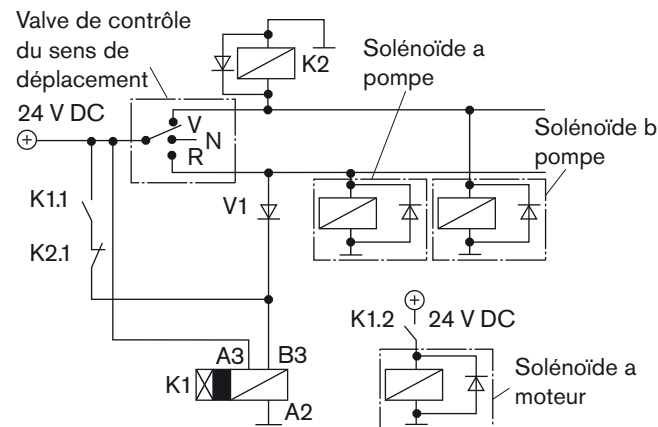 Valve de contrôle
du sens de
déplacement
24 V DC
K2
Solénoïde a
pompe
Solénoïde b
pompe
V
N
R
K1.1
V1
K2.1
K1.2
24 V DC
A3
B3
K1
A2
Solénoïde a
moteur